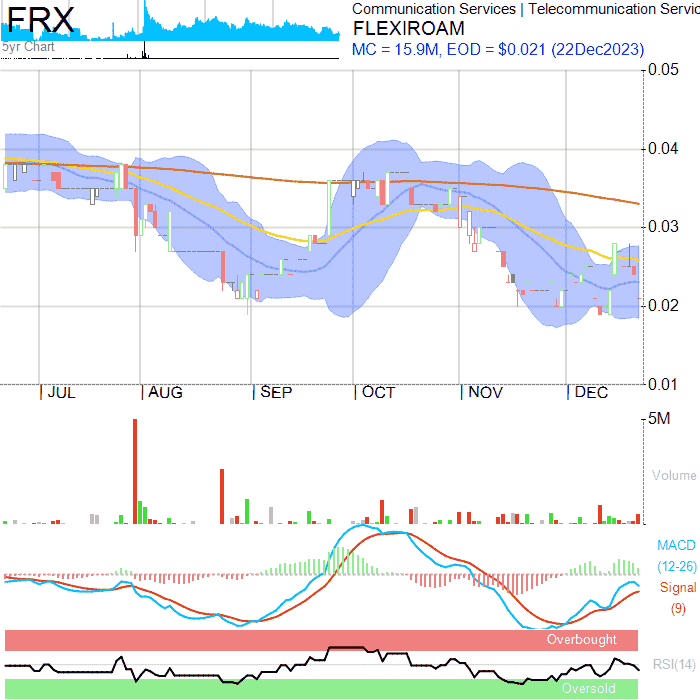 FRX
5yr Chart
Communication Services | Telecommunication Servic
FLEXIROAM
MC = 15.9M, EOD = $0.021 (22Dec2023)
0.05
0.04
0.03
0.02
0.01
JUL
AUG
SEP
OCT
NOV
DEC
5M
Volume
MACD
(12-26)
Signal
(9)
Overbought
RSI(14)
Oversold